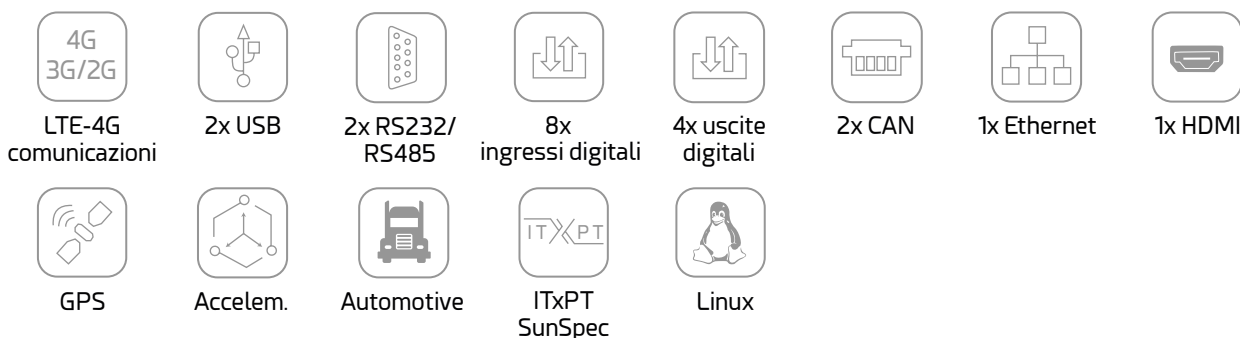 4G
3G/2G
LTE-4G
comunicazioni
2x USB
2x RS232/
RS485
8x
ingressi digitali
4x uscite
digitali
2x CAN
1x Ethernet
1x HDMI
GPS
Accelem.
Automotive
ITXPT
ITxPT
SunSpec
Linux